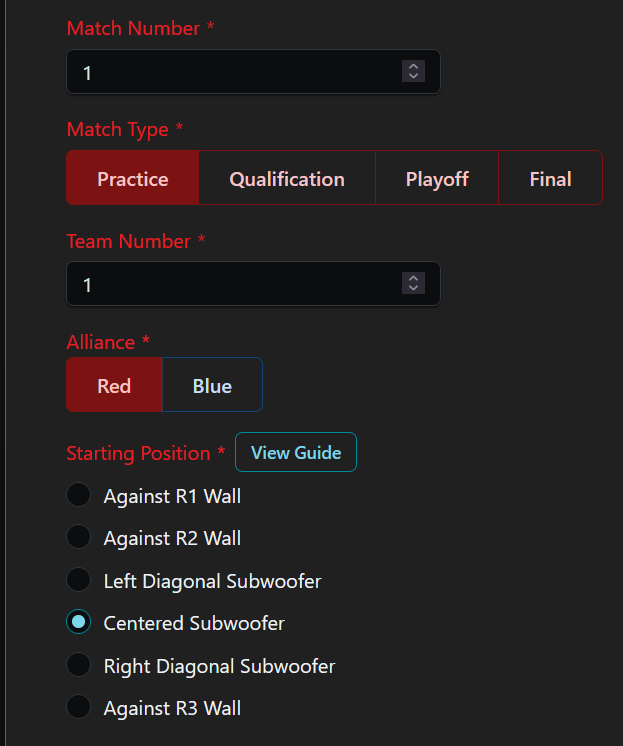 Match Number *
1
Match Type *
Practice Qualification Playoff Final
Team Number *
1
Alliance *
Red Blue
Starting Position * View Guide
Against R1 Wall
Against R2 Wall
Left Diagonal Subwoofer
Centered Subwoofer
Right Diagonal Subwoofer
Against R3 Wall